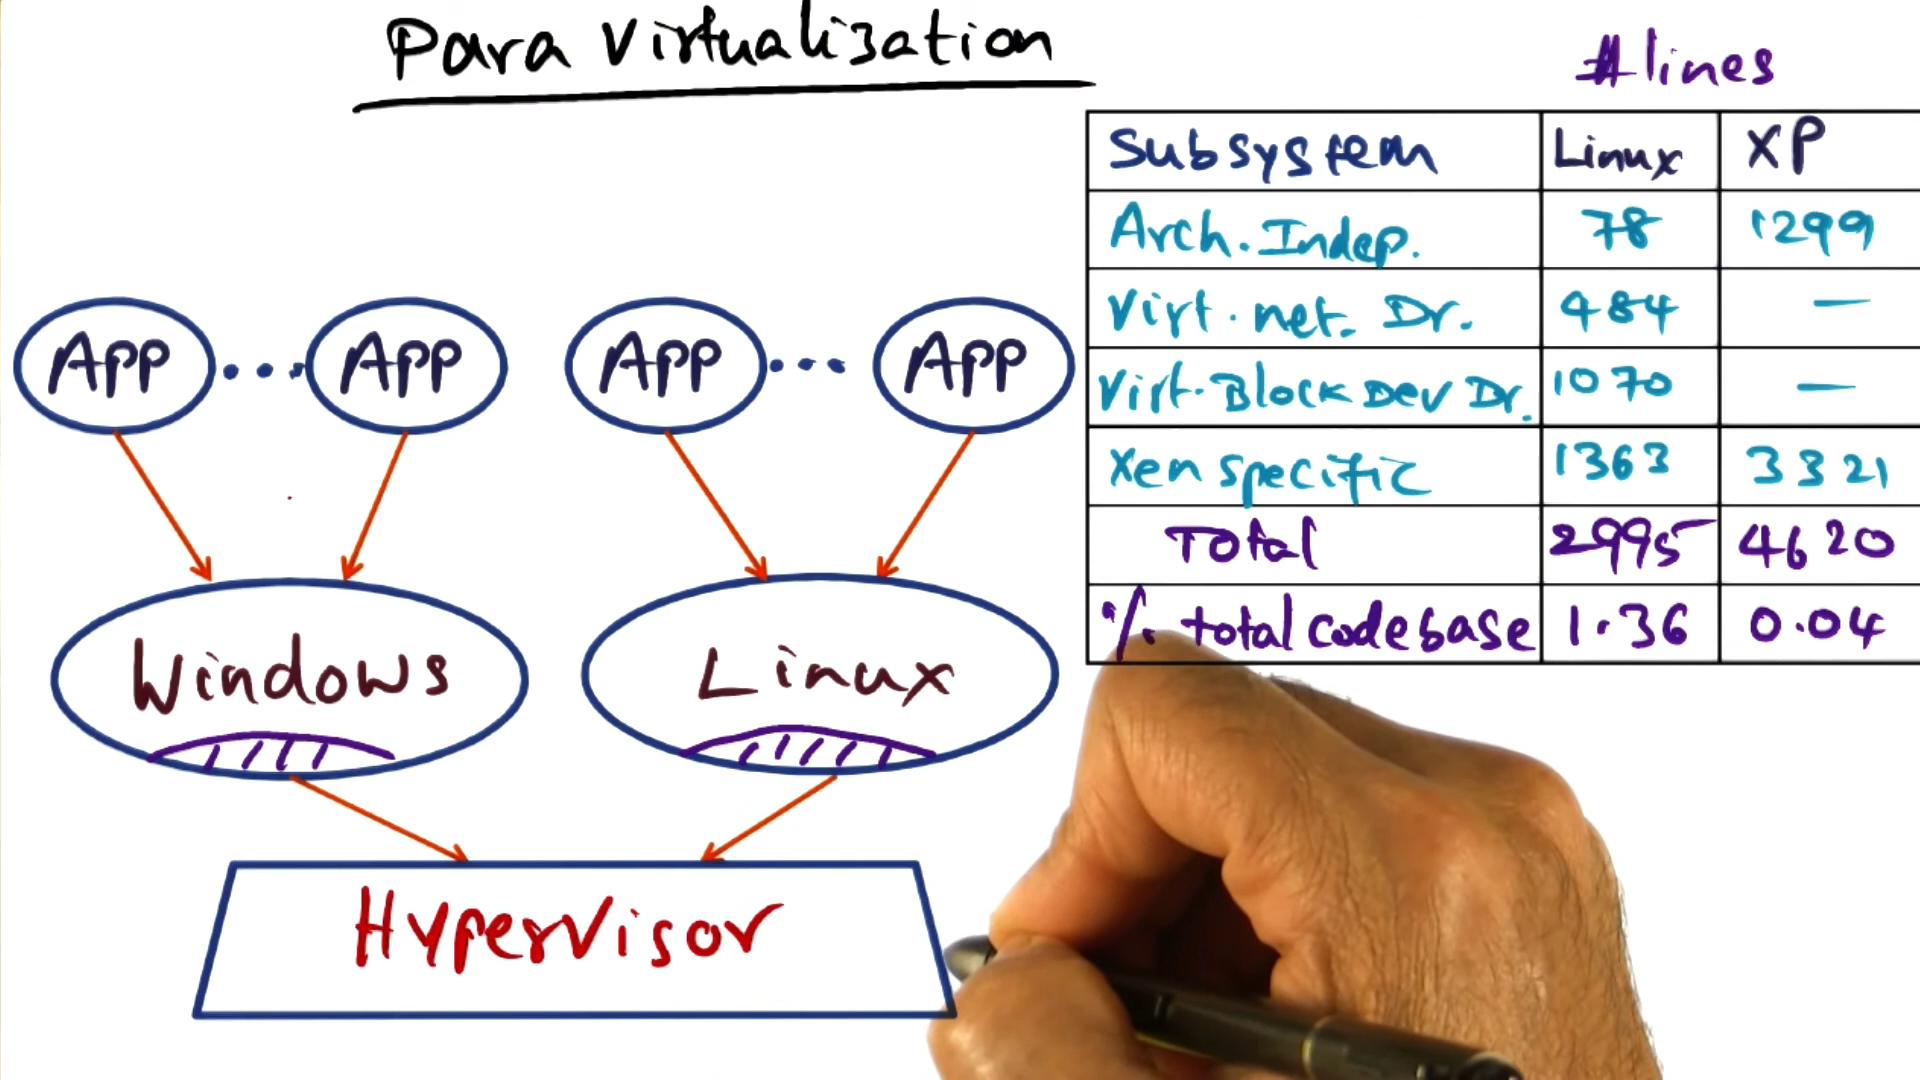 Para Virtualization
# lines
Subsystem Linux XP
Arch. Indep. 78 1299
Virt. net. Dr. 484 —
Virt. Block Dev Dr. 1070 —
Xen specific 1363 3321
Total 2995 4620
% total codebase 1.36 0.04
App ... App App ... App
Windows Linux
Hypervisor